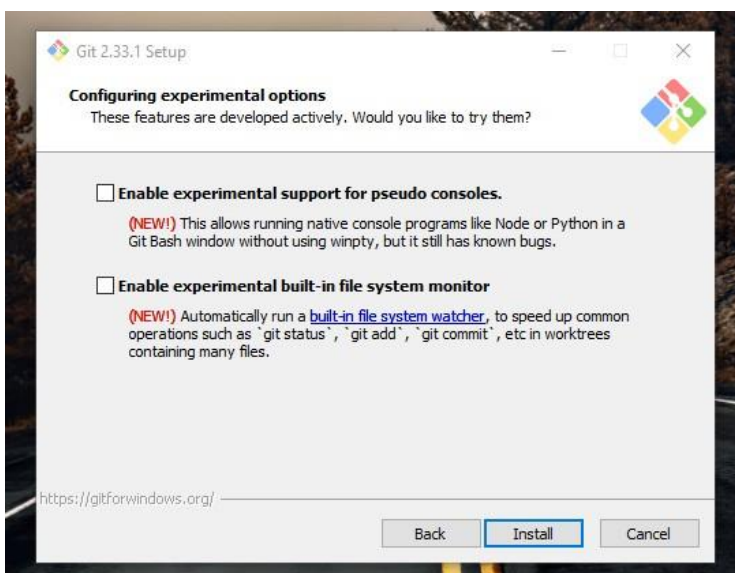 Git 2.33.1 Setup
Configuring experimental options
These features are developed actively. Would you like to try them?
Enable experimental support for pseudo consoles.
(NEW!) This allows running native console programs like Node or Python in a
Git Bash window without using winpty, but it still has known bugs.
Enable experimental built-in file system monitor
(NEW!) Automatically run a built-in file system watcher, to speed up common
operations such as `git status`, `git add`, `git commit`, etc in worktrees
containing many files.
https://gitforwindows.org/
Back Install Cancel